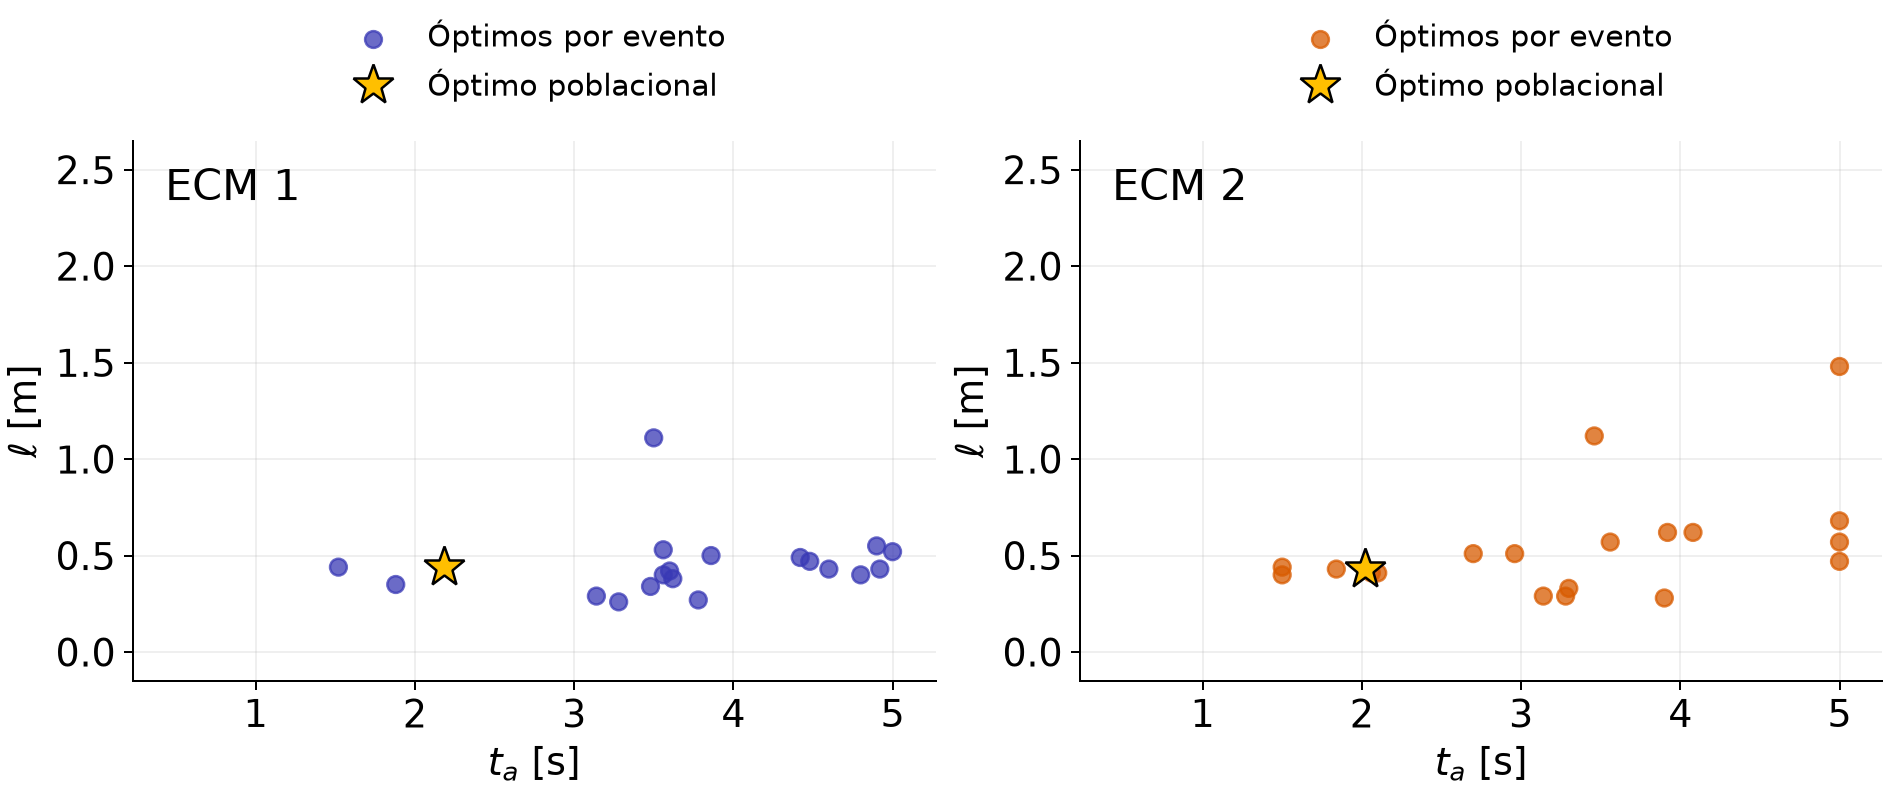 Óptimos por evento
Óptimo poblacional
ECM 1
2.5
2.0
1.5
1.0
0.5
0.0
ℓ [m]
1 2 3 4 5
t_a [s]
Óptimos por evento
Óptimo poblacional
ECM 2
2.5
2.0
1.5
1.0
0.5
0.0
ℓ [m]
1 2 3 4 5
t_a [s]